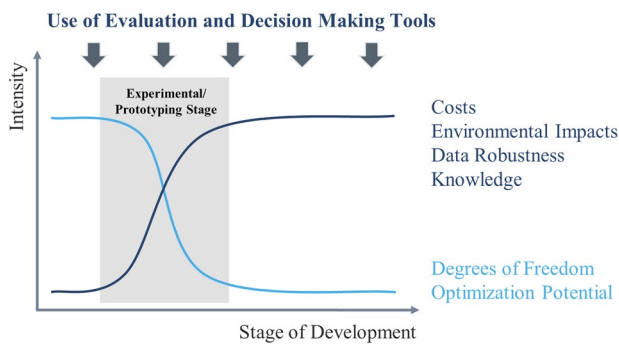 Use of Evaluation and Decision Making Tools
Intensity
Experimental/
Prototyping Stage
Costs
Environmental Impacts
Data Robustness
Knowledge
Degrees of Freedom
Optimization Potential
Stage of Development